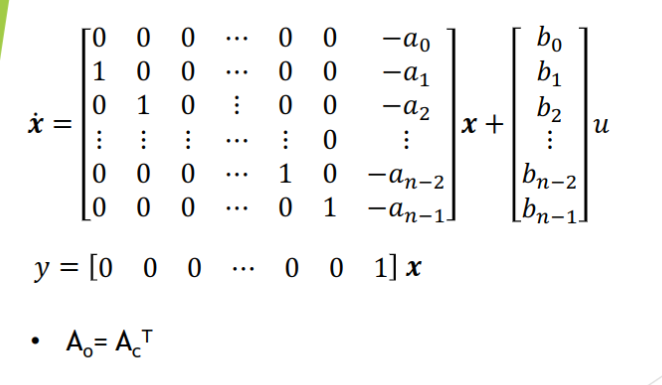 0 0 0 ⋯ 0 0 −a₀ b₀
1 0 0 ⋯ 0 0 −a₁ b₁
ẋ = 0 1 0 ⋮ 0 0 −a₂ x + b₂ u
⋮ ⋮ ⋮ ⋯ ⋮ 0 ⋮ ⋮
0 0 0 ⋯ 1 0 −aₙ₋₂ bₙ₋₂
0 0 0 ⋯ 0 1 −aₙ₋₁ bₙ₋₁
y = [0 0 0 ⋯ 0 0 1] x
• Aₒ= A_cᵀ